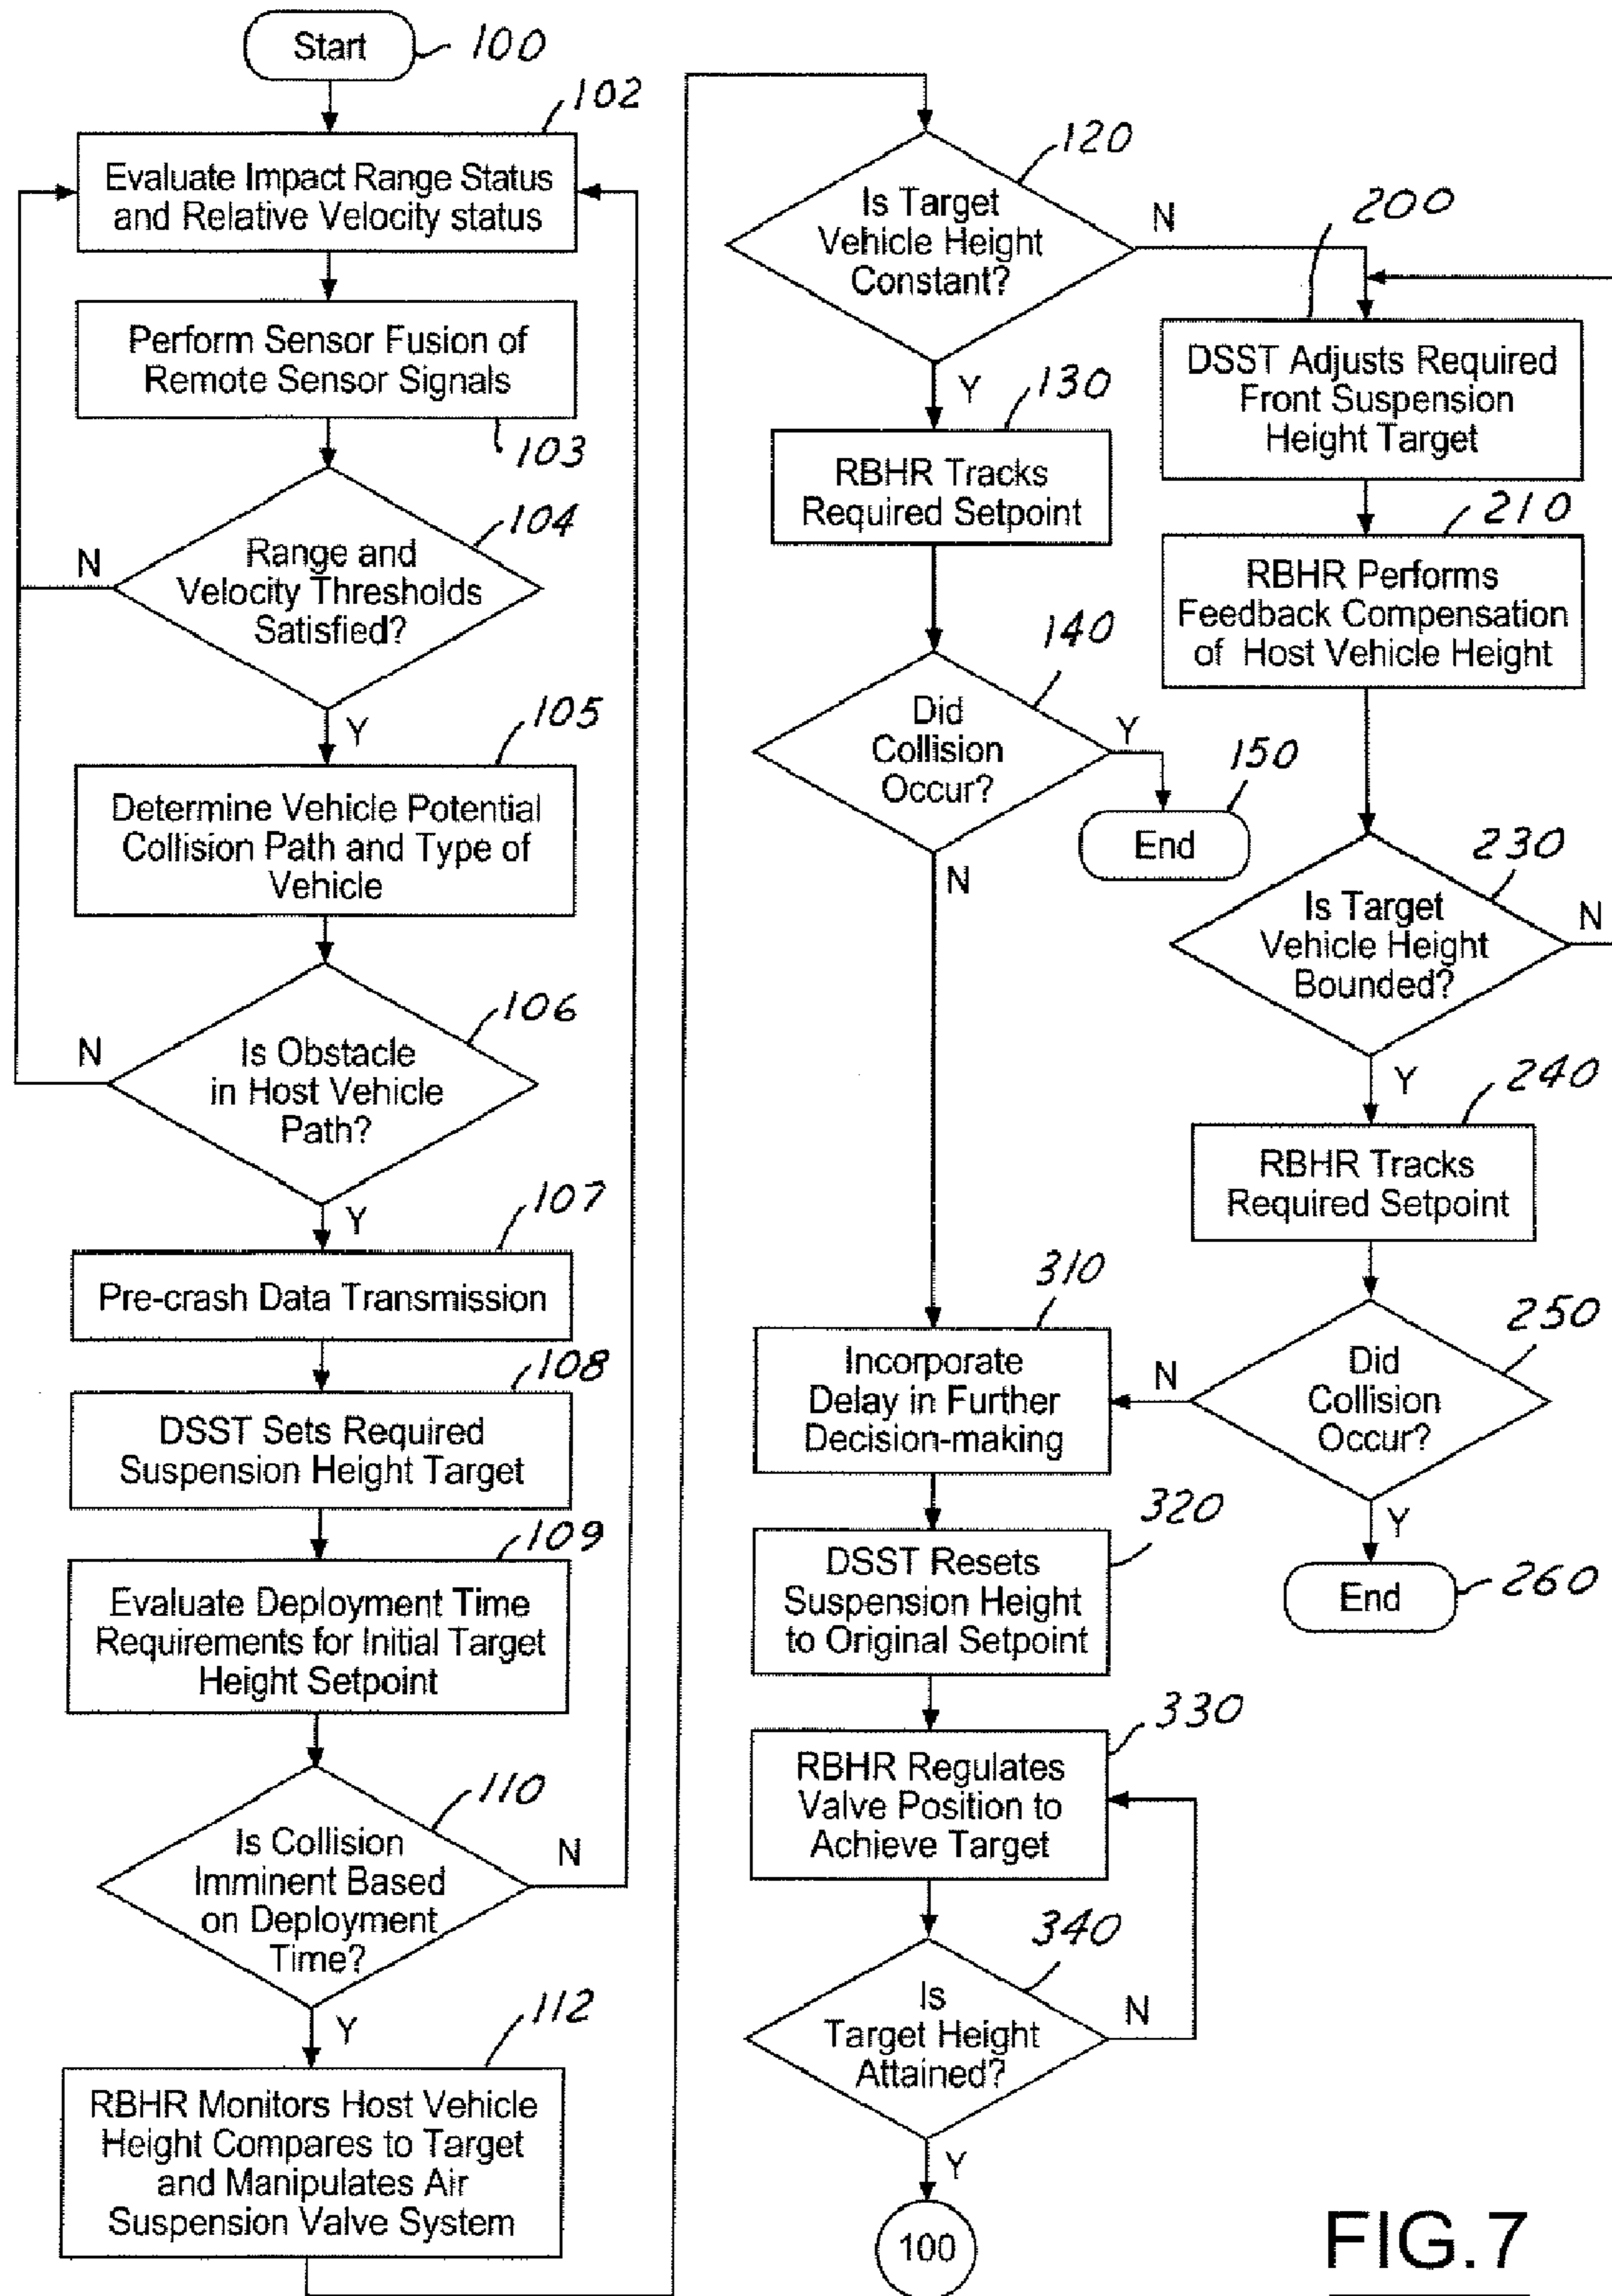 Start
100
102
Evaluate Impact Range Status
and Relative Velocity status
Perform Sensor Fusion of
Remote Sensor Signals
103
104
Range and
Velocity Thresholds
Satisfied?
N
Y
105
Determine Vehicle Potential
Collision Path and Type of
Vehicle
106
Is Obstacle
in Host Vehicle
Path?
N
Y
107
Pre-crash Data Transmission
108
DSST Sets Required
Suspension Height Target
109
Evaluate Deployment Time
Requirements for Initial Target
Height Setpoint
110
Is Collision
Imminent Based
on Deployment
Time?
N
Y
112
RBHR Monitors Host Vehicle
Height Compares to Target
and Manipulates Air
Suspension Valve System
120
Is Target
Vehicle Height
Constant?
N
Y
130
RBHR Tracks
Required Setpoint
140
Did
Collision
Occur?
Y
150
End
N
200
DSST Adjusts Required
Front Suspension
Height Target
210
RBHR Performs
Feedback Compensation
of Host Vehicle Height
230
Is Target
Vehicle Height
Bounded?
N
Y
240
RBHR Tracks
Required Setpoint
250
Did
Collision
Occur?
N
Y
End
260
310
Incorporate
Delay in Further
Decision-making
320
DSST Resets
Suspension Height
to Original Setpoint
330
RBHR Regulates
Valve Position to
Achieve Target
340
Is
Target Height
Attained?
N
Y
100
FIG.7